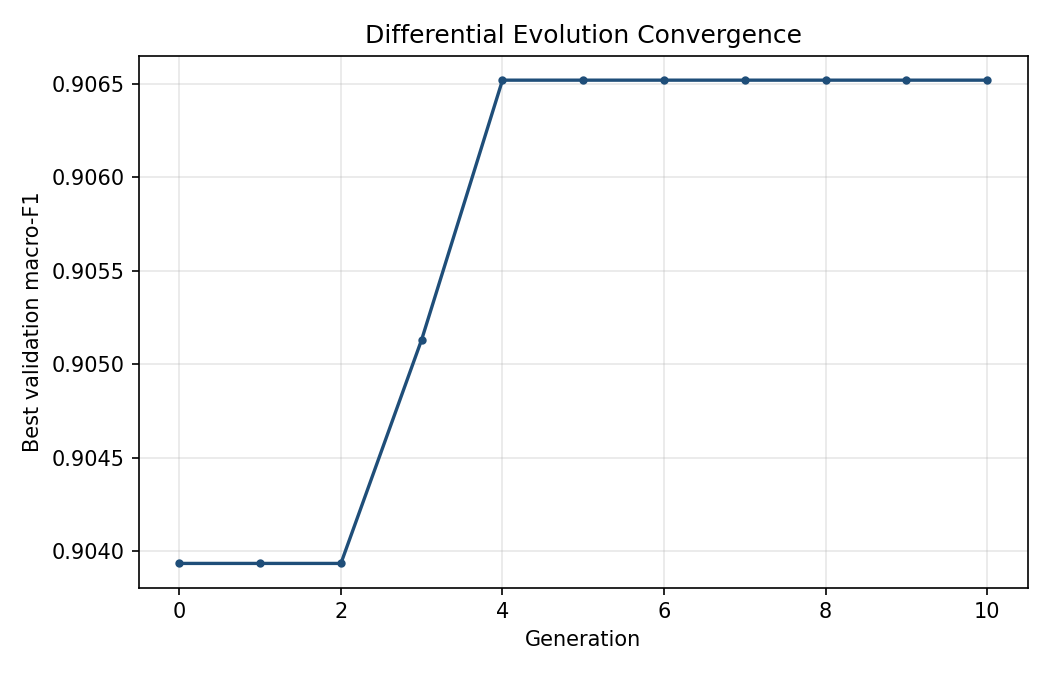 Differential Evolution Convergence
Best validation macro-F1
0.9065
0.9060
0.9055
0.9050
0.9045
0.9040
0 2 4 6 8 10
Generation